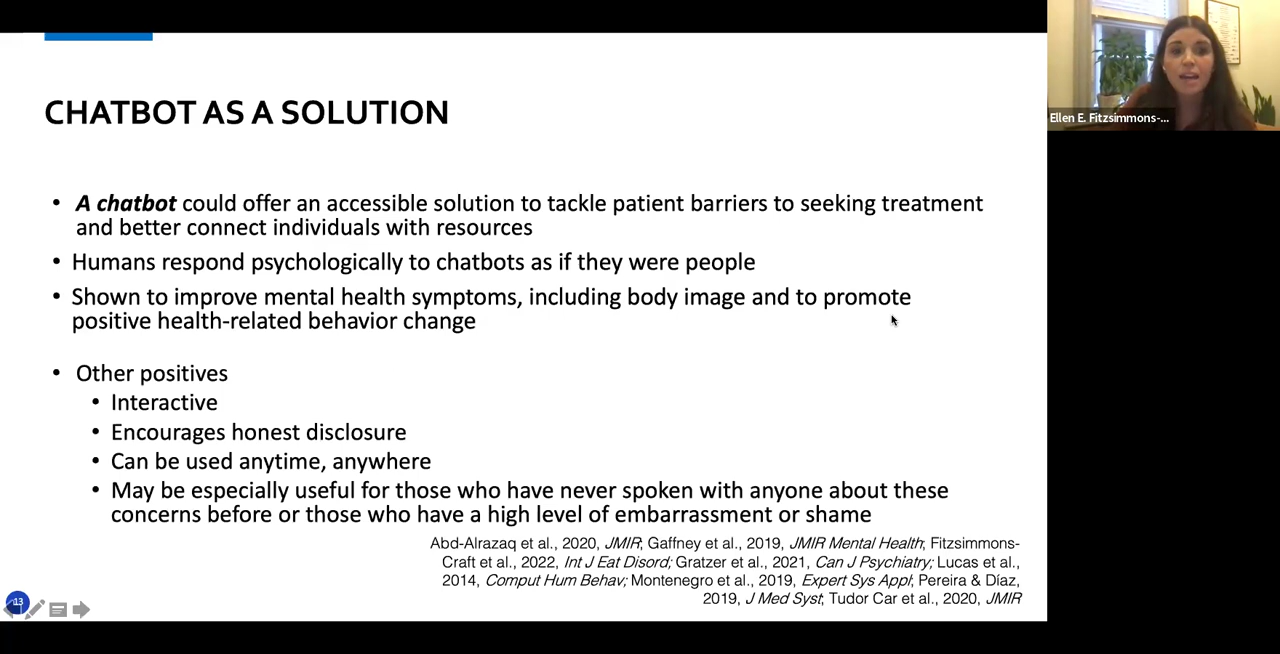 CHATBOT AS A SOLUTION
• A chatbot could offer an accessible solution to tackle patient barriers to seeking treatment
and better connect individuals with resources
• Humans respond psychologically to chatbots as if they were people
• Shown to improve mental health symptoms, including body image and to promote
positive health-related behavior change
• Other positives
• Interactive
• Encourages honest disclosure
• Can be used anytime, anywhere
• May be especially useful for those who have never spoken with anyone about these
concerns before or those who have a high level of embarrassment or shame
Abd-Alrazaq et al., 2020, JMIR; Gaffney et al., 2019, JMIR Mental Health; Fitzsimmons-
Craft et al., 2022, Int J Eat Disord; Gratzer et al., 2021, Can J Psychiatry; Lucas et al.,
2014, Comput Hum Behav; Montenegro et al., 2019, Expert Sys Appl; Pereira & Díaz,
2019, J Med Syst; Tudor Car et al., 2020, JMIR
13
Ellen E. Fitzsimmons-...